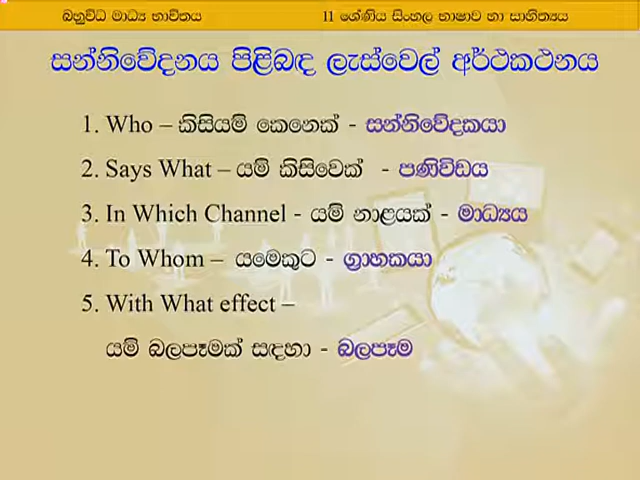 බහුවිධ මාධ්‍ය භාවිතය 11 ශ්‍රේණිය සිංහල භාෂාව හා සාහිත්‍යය
සන්නිවේදනය පිළිබඳ ලැස්වෙල් අර්ථකථනය
1. Who – කිසියම් කෙනෙක් - සන්නිවේදකයා
2. Says What – යම් කිසිවෙක් - පණිවිඩය
3. In Which Channel - යම් නාළයක් - මාධ්‍යය
4. To Whom – යමෙකුට - ග්‍රාහකයා
5. With What effect –
යම් බලපෑමක් සඳහා - බලපෑම